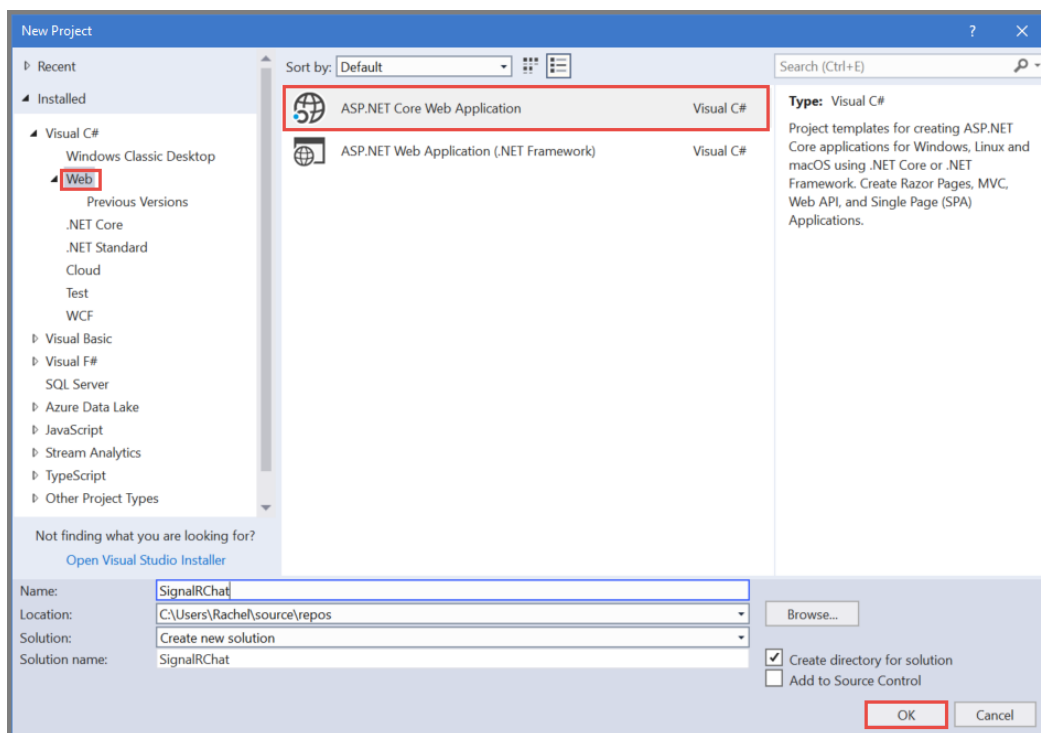 New Project
?
Recent
Installed
Visual C#
Windows Classic Desktop
Web
Previous Versions
.NET Core
.NET Standard
Cloud
Test
WCF
Visual Basic
Visual F#
SQL Server
Azure Data Lake
JavaScript
Stream Analytics
TypeScript
Other Project Types
Not finding what you are looking for?
Open Visual Studio Installer
Sort by: Default
ASP.NET Core Web Application Visual C#
ASP.NET Web Application (.NET Framework) Visual C#
Search (Ctrl+E)
Type: Visual C#
Project templates for creating ASP.NET
Core applications for Windows, Linux and
macOS using .NET Core or .NET
Framework. Create Razor Pages, MVC,
Web API, and Single Page (SPA)
Applications.
Name: SignalRChat
Location: C:\Users\Rachel\source\repos
Browse...
Solution: Create new solution
Solution name: SignalRChat
Create directory for solution
Add to Source Control
OK Cancel